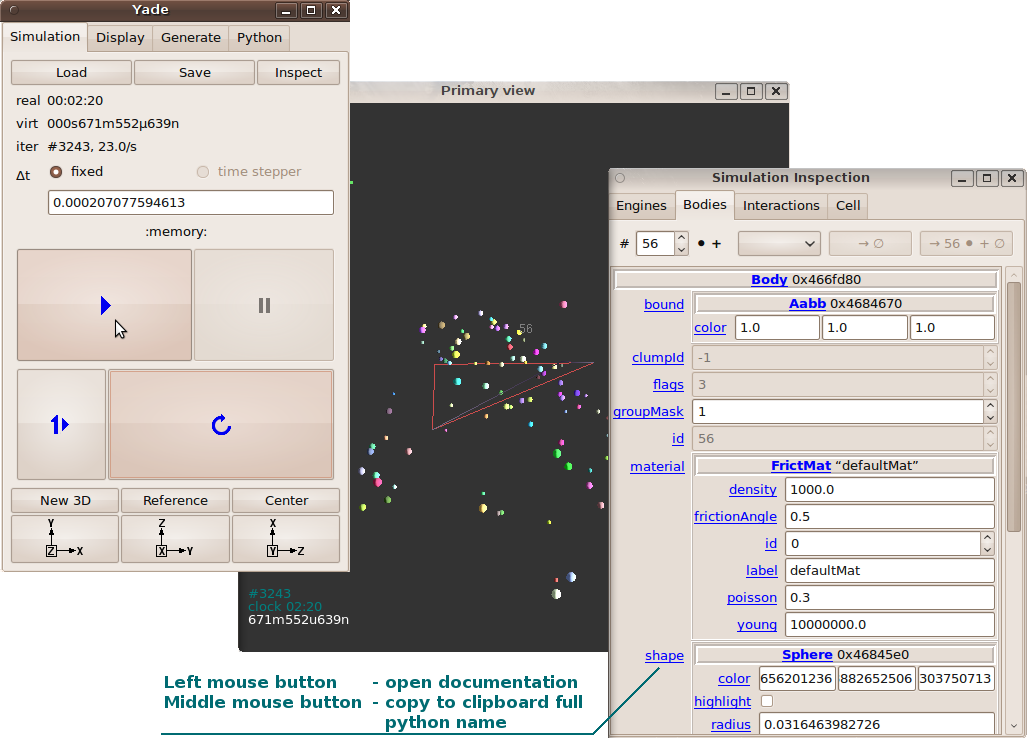 Yade
Simulation Display Generate Python
Load Save Inspect
real 00:02:20
virt 000s671m552µ639n
iter #3243, 23.0/s
Δt fixed time stepper
0.000207077594613
:memory:
1
New 3D Reference Center
Y Z X
Z X X Y Y Z
Primary view
56
#3243
clock 02:20
671m552u639n
Simulation Inspection
Engines Bodies Interactions Cell
# 56 • + → ∅ → 56 • + ∅
Body 0x466fd80
bound Aabb 0x4684670
color 1.0 1.0 1.0
clumpId -1
flags 3
groupMask 1
id 56
material FrictMat “defaultMat”
density 1000.0
frictionAngle 0.5
id 0
label defaultMat
poisson 0.3
young 10000000.0
shape Sphere 0x46845e0
color 656201236 882652506 303750713
highlight
radius 0.0316463982726
Left mouse button - open documentation
Middle mouse button - copy to clipboard full
python name